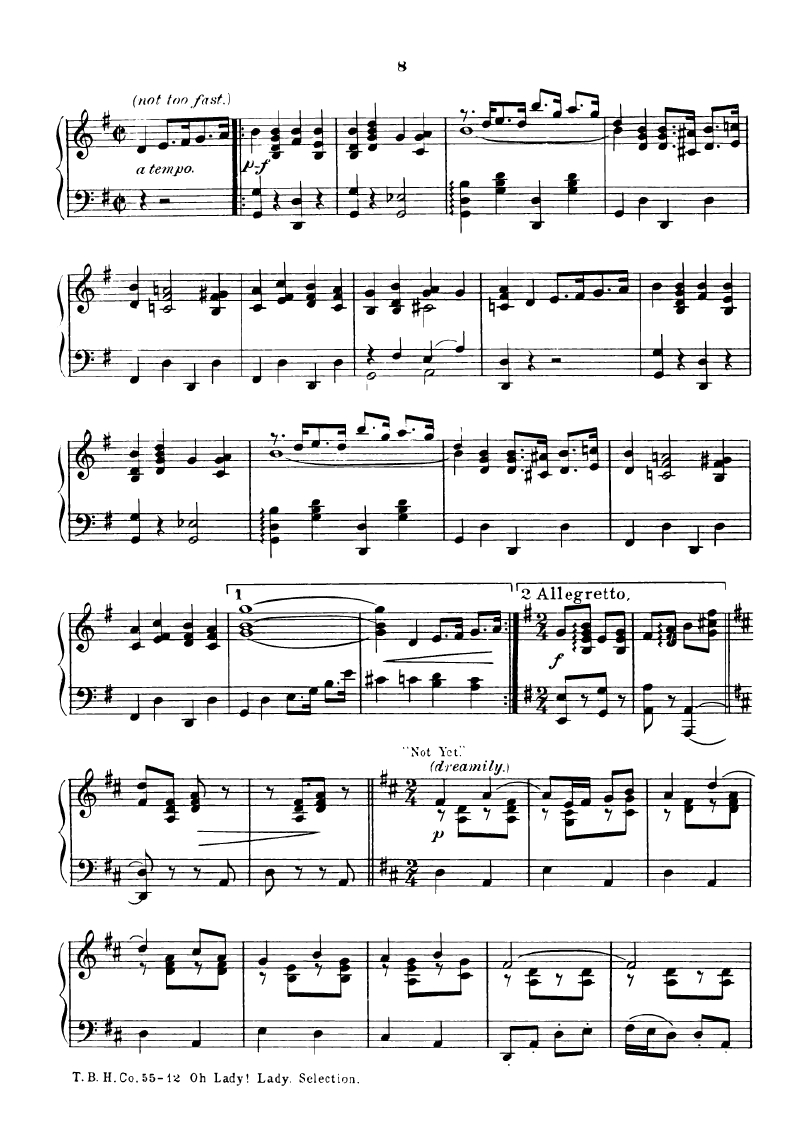 8
(not too fast.)
a tempo.
p-f
1
2 Allegretto,
f
"Not Yet."
(dreamily.)
p
T. B. H. Co. 55-12 Oh Lady! Lady. Selection.